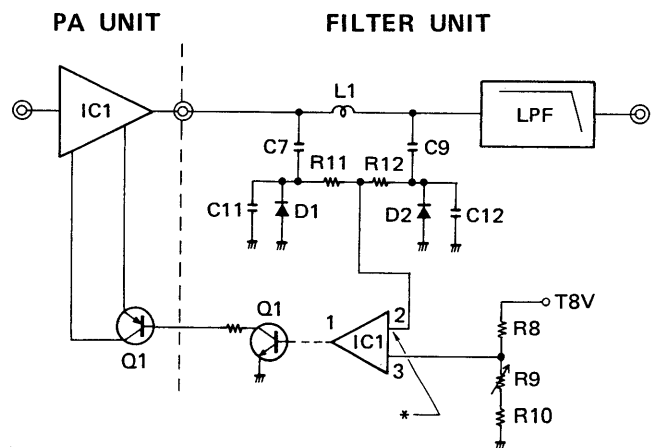 PA UNIT
FILTER UNIT
IC1
L1
LPF
C7
R11
R12
C9
C11
D1
D2
C12
Q1
Q1
1
IC1
2
3
*
T8V
R8
R9
R10